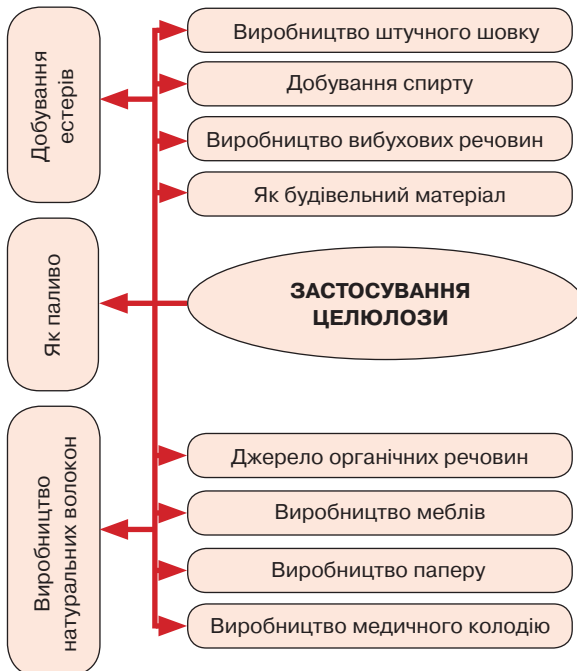 Добування
естерів
Виробництво штучного шовку
Добування спирту
Виробництво вибухових речовин
Як будівельний матеріал
Як паливо
ЗАСТОСУВАННЯ
ЦЕЛЮЛОЗИ
Виробництво
натуральних волокон
Джерело органічних речовин
Виробництво меблів
Виробництво паперу
Виробництво медичного колодію